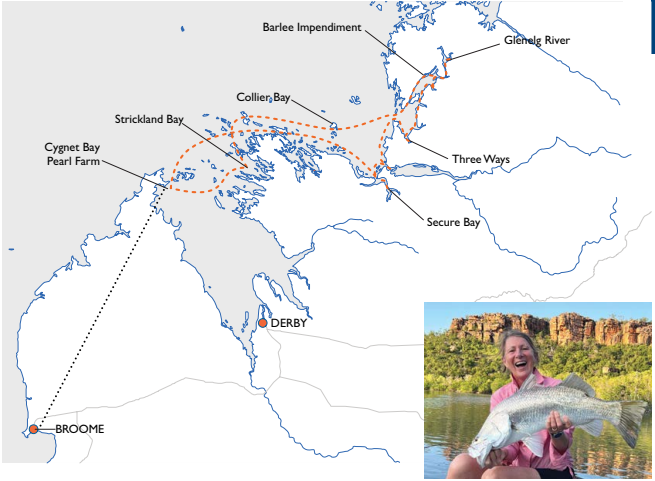 Barlee Impendiment
Glenelg River
Collier Bay
Strickland Bay
Cygnet Bay
Pearl Farm
Three Ways
Secure Bay
DERBY
BROOME